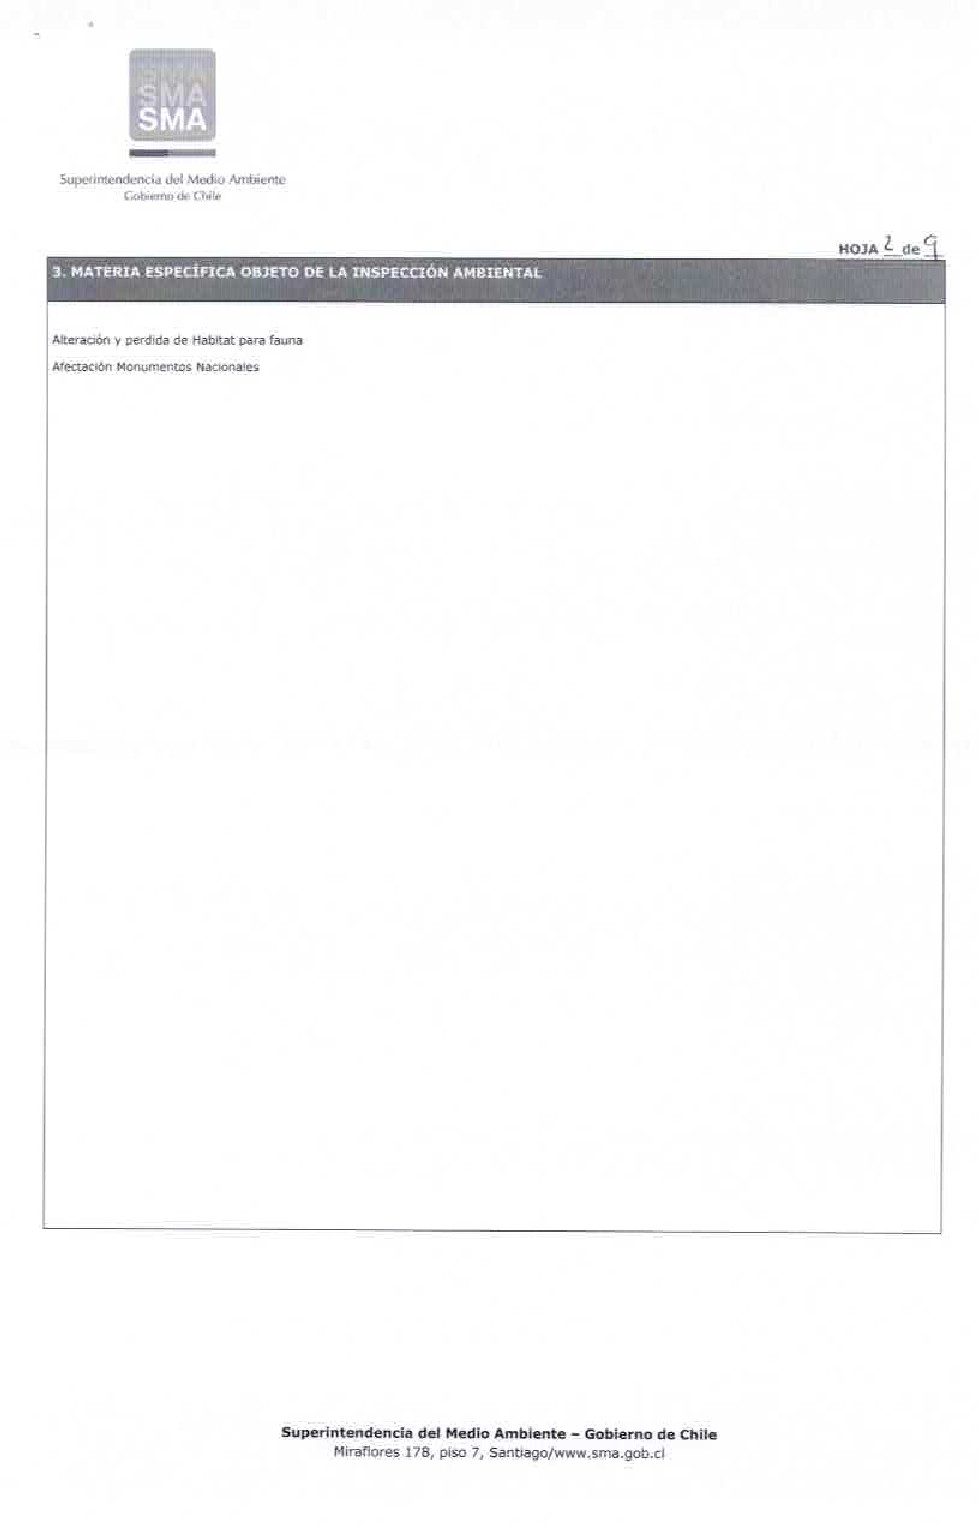 SMA
SMA
SMA
Superintendencia del Medio Ambiente
Gobierno de Chile
HOJA 2 de 9
3. MATERIA ESPECÍFICA OBJETO DE LA INSPECCIÓN AMBIENTAL
Alteración y perdida de Habitat para fauna
Afectación Monumentos Nacionales
Superintendencia del Medio Ambiente – Gobierno de Chile
Miraflores 178, piso 7, Santiago/www.sma.gob.cl